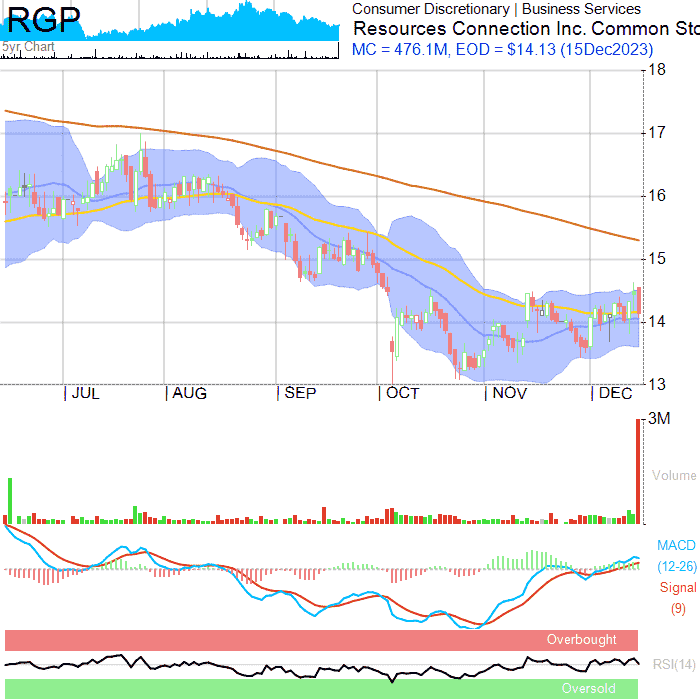 RGP
5yr Chart
Consumer Discretionary | Business Services
Resources Connection Inc. Common Sto
MC = 476.1M, EOD = $14.13 (15Dec2023)
18
17
16
15
14
13
JUL AUG SEP OCT NOV DEC
3M
Volume
MACD
(12-26)
Signal
(9)
Overbought
RSI(14)
Oversold